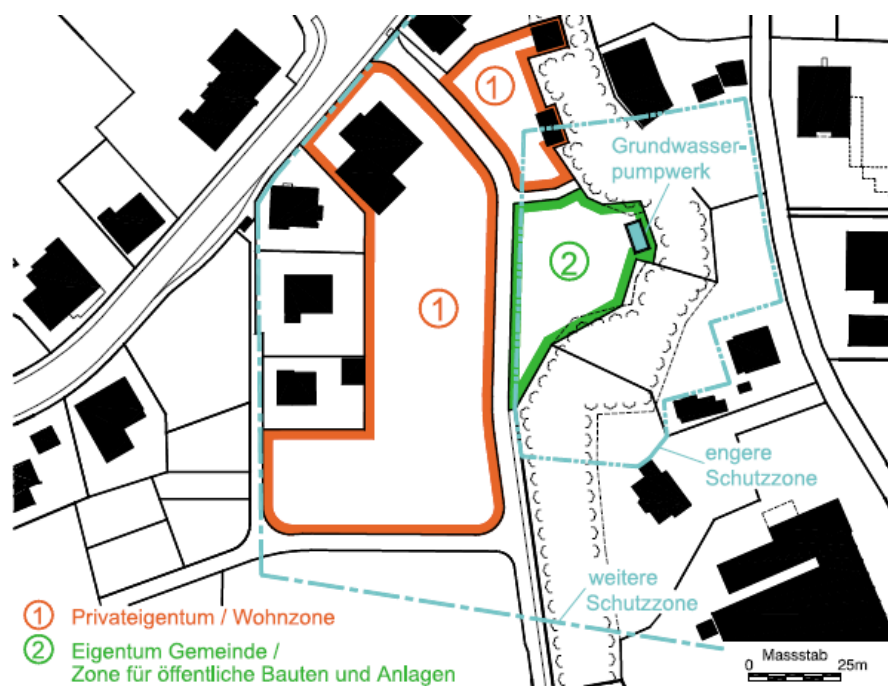 1
Grundwasser-
pumpwerk
2
1
engere
Schutzzone
weitere
Schutzzone
1 Privateigentum / Wohnzone
2 Eigentum Gemeinde /
Zone für öffentliche Bauten und Anlagen
Massstab
0 25m